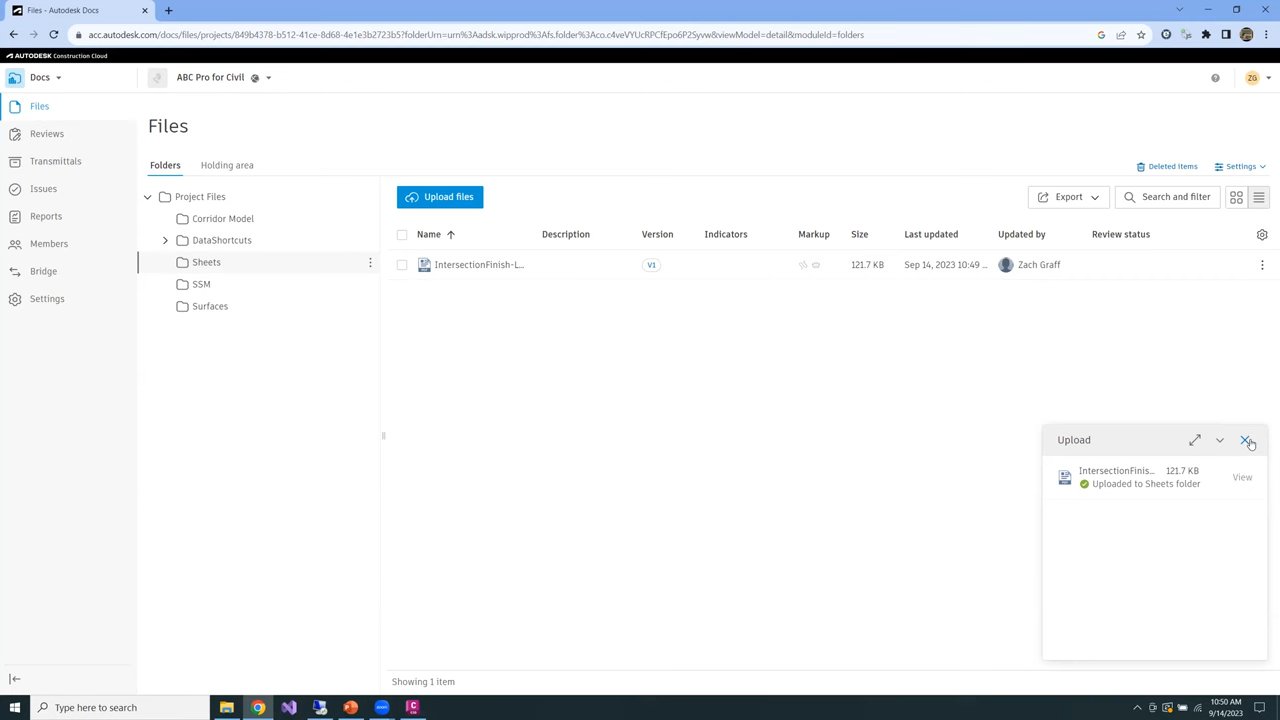 Files - Autodesk Docs
acc.autodesk.com/docs/files/projects/849b4378-b512-41ce-8d68-4e1e3b2723b5?folderUrn=urn%3Aadsk.wipprod%3Afs.folder%3Aco.c4veVYUcRPCfEpo6P2Syvw&viewModel=detail&moduleId=folders
AUTODESK Construction Cloud
Docs
ABC Pro for Civil
ZG
Files
Reviews
Transmittals
Issues
Reports
Members
Bridge
Settings
Files
Folders
Holding area
Deleted items
Settings
Project Files
Corridor Model
DataShortcuts
Sheets
SSM
Surfaces
Upload files
Export
Search and filter
Name Description Version Indicators Markup Size Last updated Updated by Review status
IntersectionFinish-L... V1 121.7 KB Sep 14, 2023 10:49 ... Zach Graff
Upload
IntersectionFinis... 121.7 KB
Uploaded to Sheets folder
View
Showing 1 item
Type here to search
10:50 AM
9/14/2023